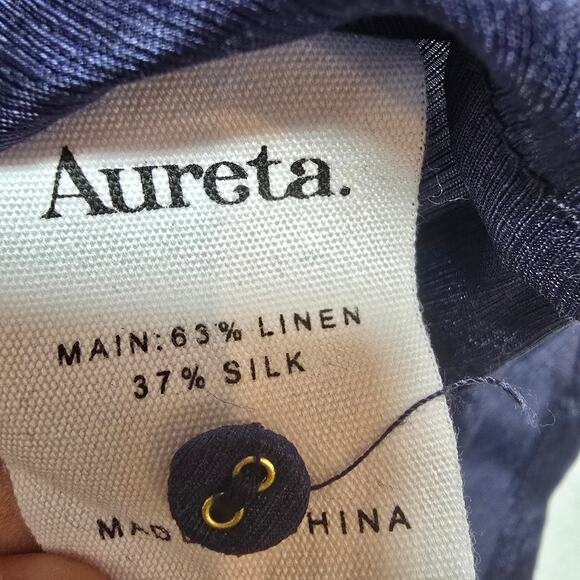 Aureta.
MAIN:63% LINEN
37% SILK